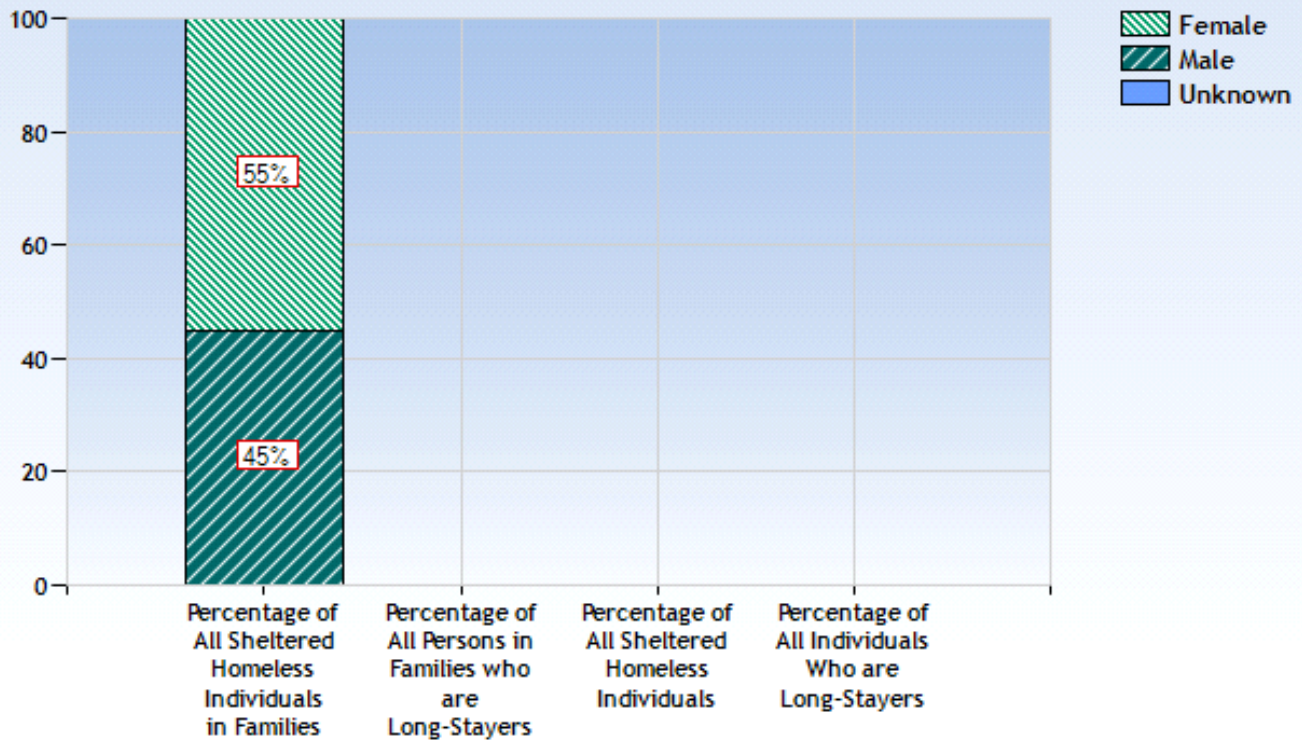 100
80
60
40
20
0
55%
45%
Female
Male
Unknown
Percentage of
All Sheltered
Homeless
Individuals
in Families
Percentage of
All Persons in
Families who
are
Long-Stayers
Percentage of
All Sheltered
Homeless
Individuals
Percentage of
All Individuals
Who are
Long-Stayers